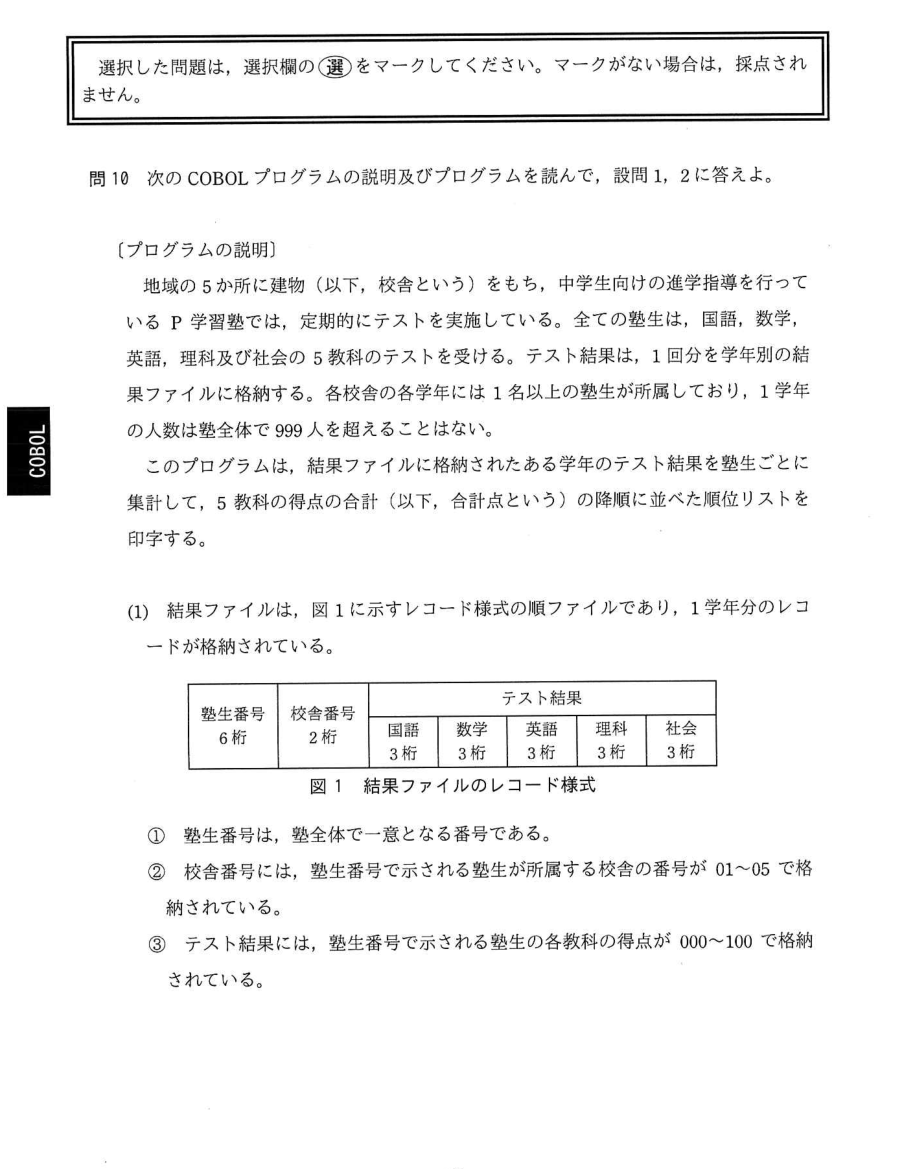 選択した問題は，選択欄の㊤をマークしてください。マークがない場合は，採点され
ません。
問10 次の COBOL プログラムの説明及びプログラムを読んで，設問 1，2 に答えよ。
〔プログラムの説明〕
地域の 5 か所に建物（以下，校舎という）をもち，中学生向けの進学指導を行って
いる P 学習塾では，定期的にテストを実施している。全ての塾生は，国語，数学，
英語，理科及び社会の 5 教科のテストを受ける。テスト結果は，1 回分を学年別の結
果ファイルに格納する。各校舎の各学年には 1 名以上の塾生が所属しており，1 学年
の人数は塾全体で 999 人を超えることはない。
COBOL
このプログラムは，結果ファイルに格納されたある学年のテスト結果を塾生ごとに
集計して，5 教科の得点の合計（以下，合計点という）の降順に並べた順位リストを
印字する。
(1) 結果ファイルは，図 1 に示すレコード様式の順ファイルであり，1 学年分のレコ
ードが格納されている。
テスト結果
塾生番号 校舎番号
6 桁 2 桁
国語 数学 英語 理科 社会
3 桁 3 桁 3 桁 3 桁 3 桁
図 1 結果ファイルのレコード様式
① 塾生番号は，塾全体で一意となる番号である。
② 校舎番号には，塾生番号で示される塾生が所属する校舎の番号が 01～05 で格
納されている。
③ テスト結果には，塾生番号で示される塾生の各教科の得点が 000～100 で格納
されている。